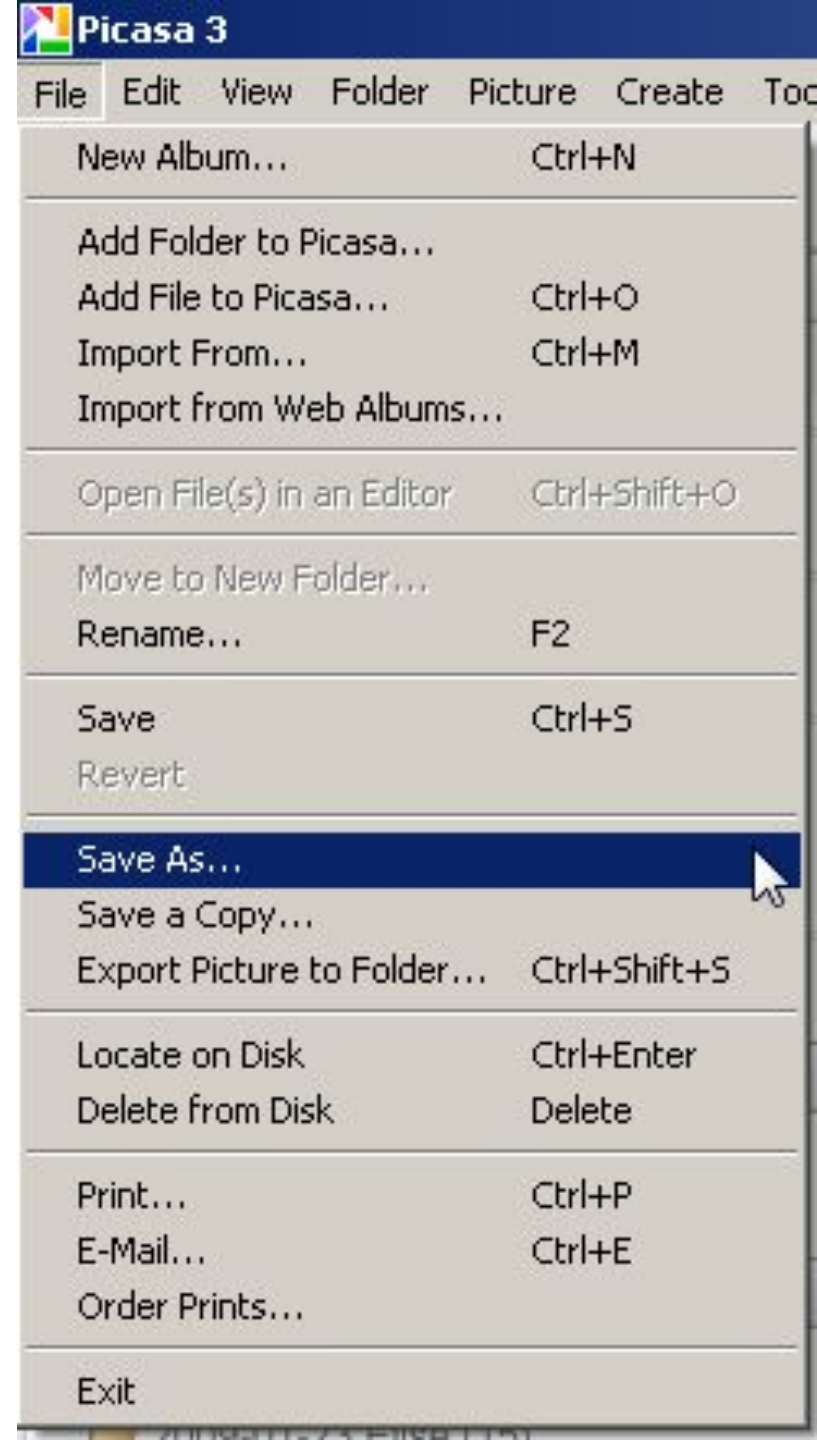 Picasa 3
File Edit View Folder Picture Create
New Album... Ctrl+N
Add Folder to Picasa...
Add File to Picasa... Ctrl+O
Import From... Ctrl+M
Import from Web Albums...
Open File(s) in an Editor Ctrl+Shift+O
Move to New Folder...
Rename... F2
Save Ctrl+S
Revert
Save As...
Save a Copy...
Export Picture to Folder... Ctrl+Shift+S
Locate on Disk Ctrl+Enter
Delete from Disk Delete
Print... Ctrl+P
E-Mail... Ctrl+E
Order Prints...
Exit